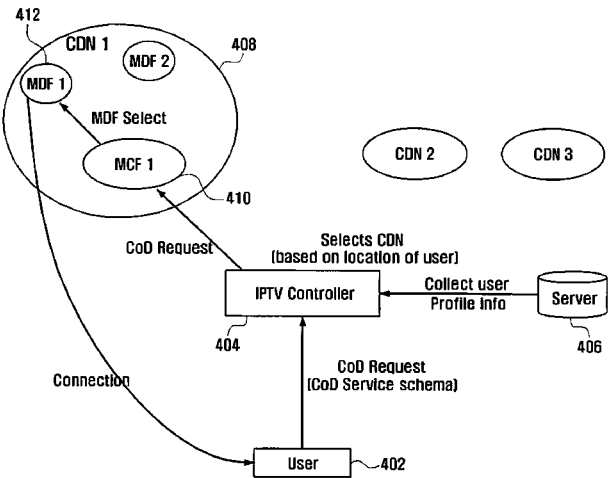 412
CDN 1
408
MDF 2
MDF 1
MDF Select
MCF 1
CDN 2
CDN 3
410
CoD Request
Selects CDN
(based on location of user)
IPTV Controller
Collect user
Profile Info
Server
404
406
CoD Request
(CoD Service schema)
Connection
User
402